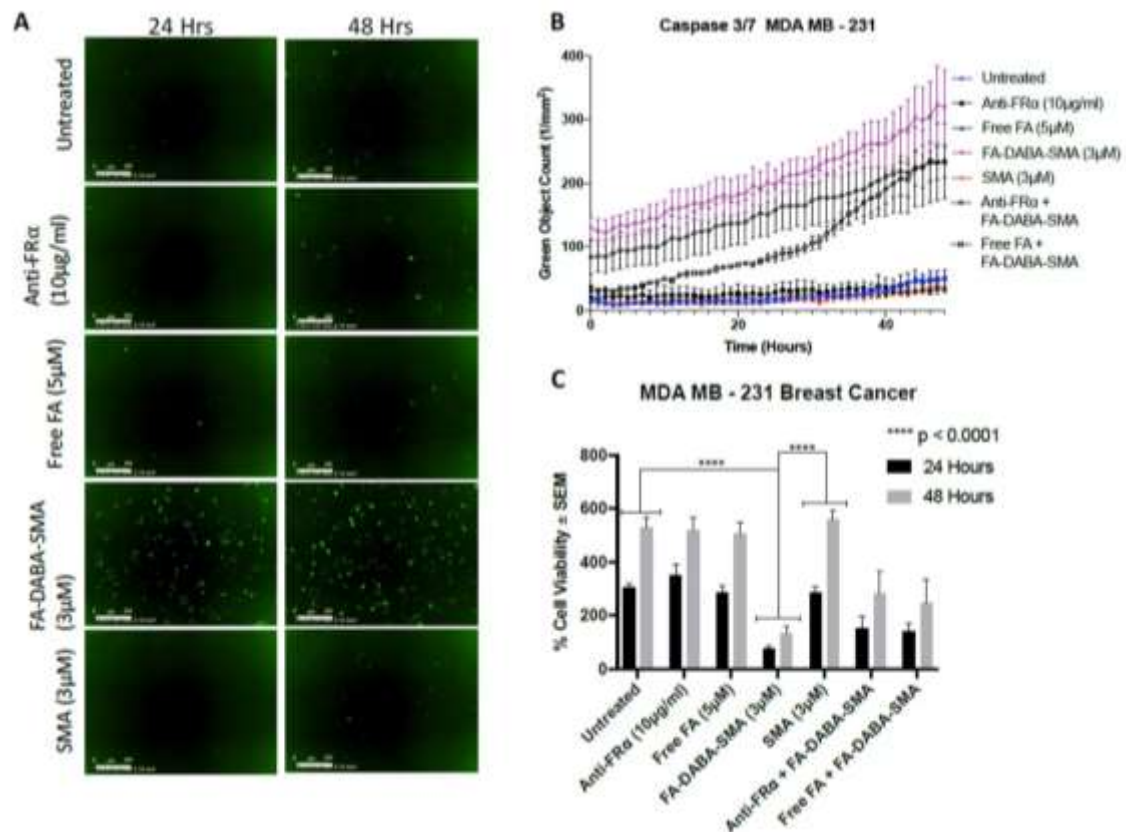 A
24 Hrs
48 Hrs
Untreated
Anti-FRα
(10μg/ml)
Free FA (5μM)
FA-DABA-SMA
(3μM)
SMA (3μM)
B
Caspase 3/7 MDA MB - 231
Green Object Count (1/mm²)
400
300
200
100
0
0
20
40
Time (Hours)
Untreated
Anti-FRα (10μg/ml)
Free FA (5μM)
FA-DABA-SMA (3μM)
SMA (3μM)
Anti-FRα +
FA-DABA-SMA
Free FA +
FA-DABA-SMA
C
MDA MB - 231 Breast Cancer
**** p < 0.0001
24 Hours
48 Hours
****
****
% Cell Viability ± SEM
800
600
400
200
0
Untreated
Anti-FRα (10μg/ml)
Free FA (5μM)
FA-DABA-SMA (3μM)
SMA (3μM)
Anti-FRα + FA-DABA-SMA
Free FA + FA-DABA-SMA